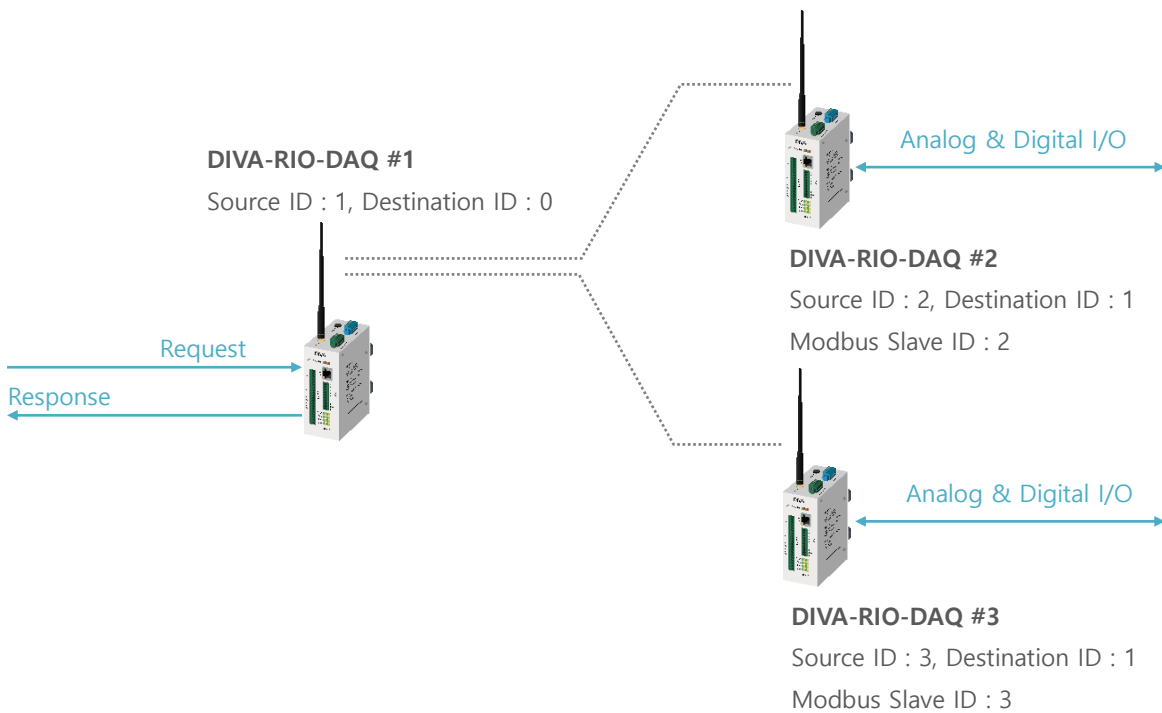 DIVA-RIO-DAQ #1
Source ID : 1, Destination ID : 0
Request
Response
Analog & Digital I/O
DIVA-RIO-DAQ #2
Source ID : 2, Destination ID : 1
Modbus Slave ID : 2
Analog & Digital I/O
DIVA-RIO-DAQ #3
Source ID : 3, Destination ID : 1
Modbus Slave ID : 3